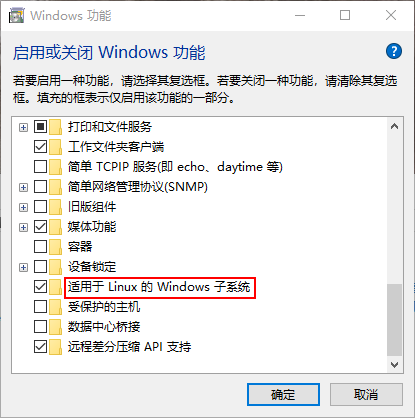 Windows 功能
启用或关闭 Windows 功能
若要启用一种功能，请选择其复选框。若要关闭一种功能，请清除其复选
框。填充的框表示仅启用该功能的一部分。
打印和文件服务
工作文件夹客户端
简单 TCPIP 服务(即 echo、daytime 等)
简单网络管理协议(SNMP)
旧版组件
媒体功能
容器
设备锁定
适用于 Linux 的 Windows 子系统
受保护的主机
数据中心桥接
远程差分压缩 API 支持
确定
取消